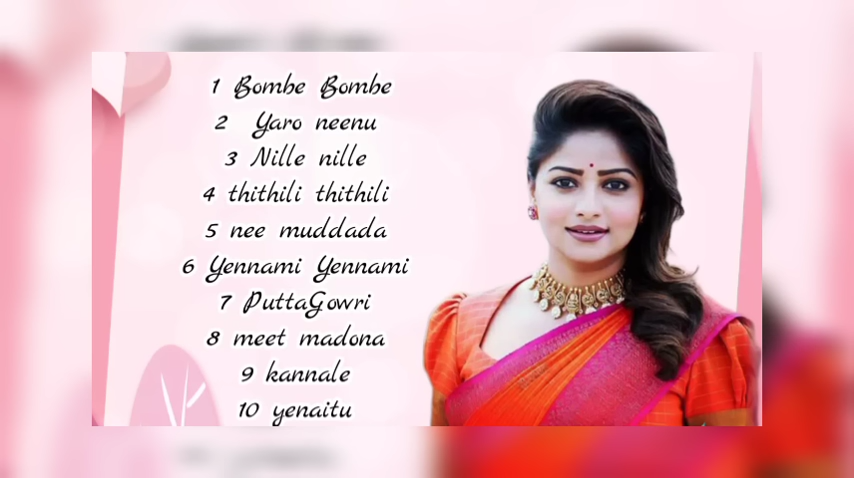 1 Bombe Bombe
2 Yaro neenu
3 Nille nille
4 thithili thithili
5 nee muddada
6 Yennami Yennami
7 PuttaGowri
8 meet madona
9 kannale
10 yenaitu